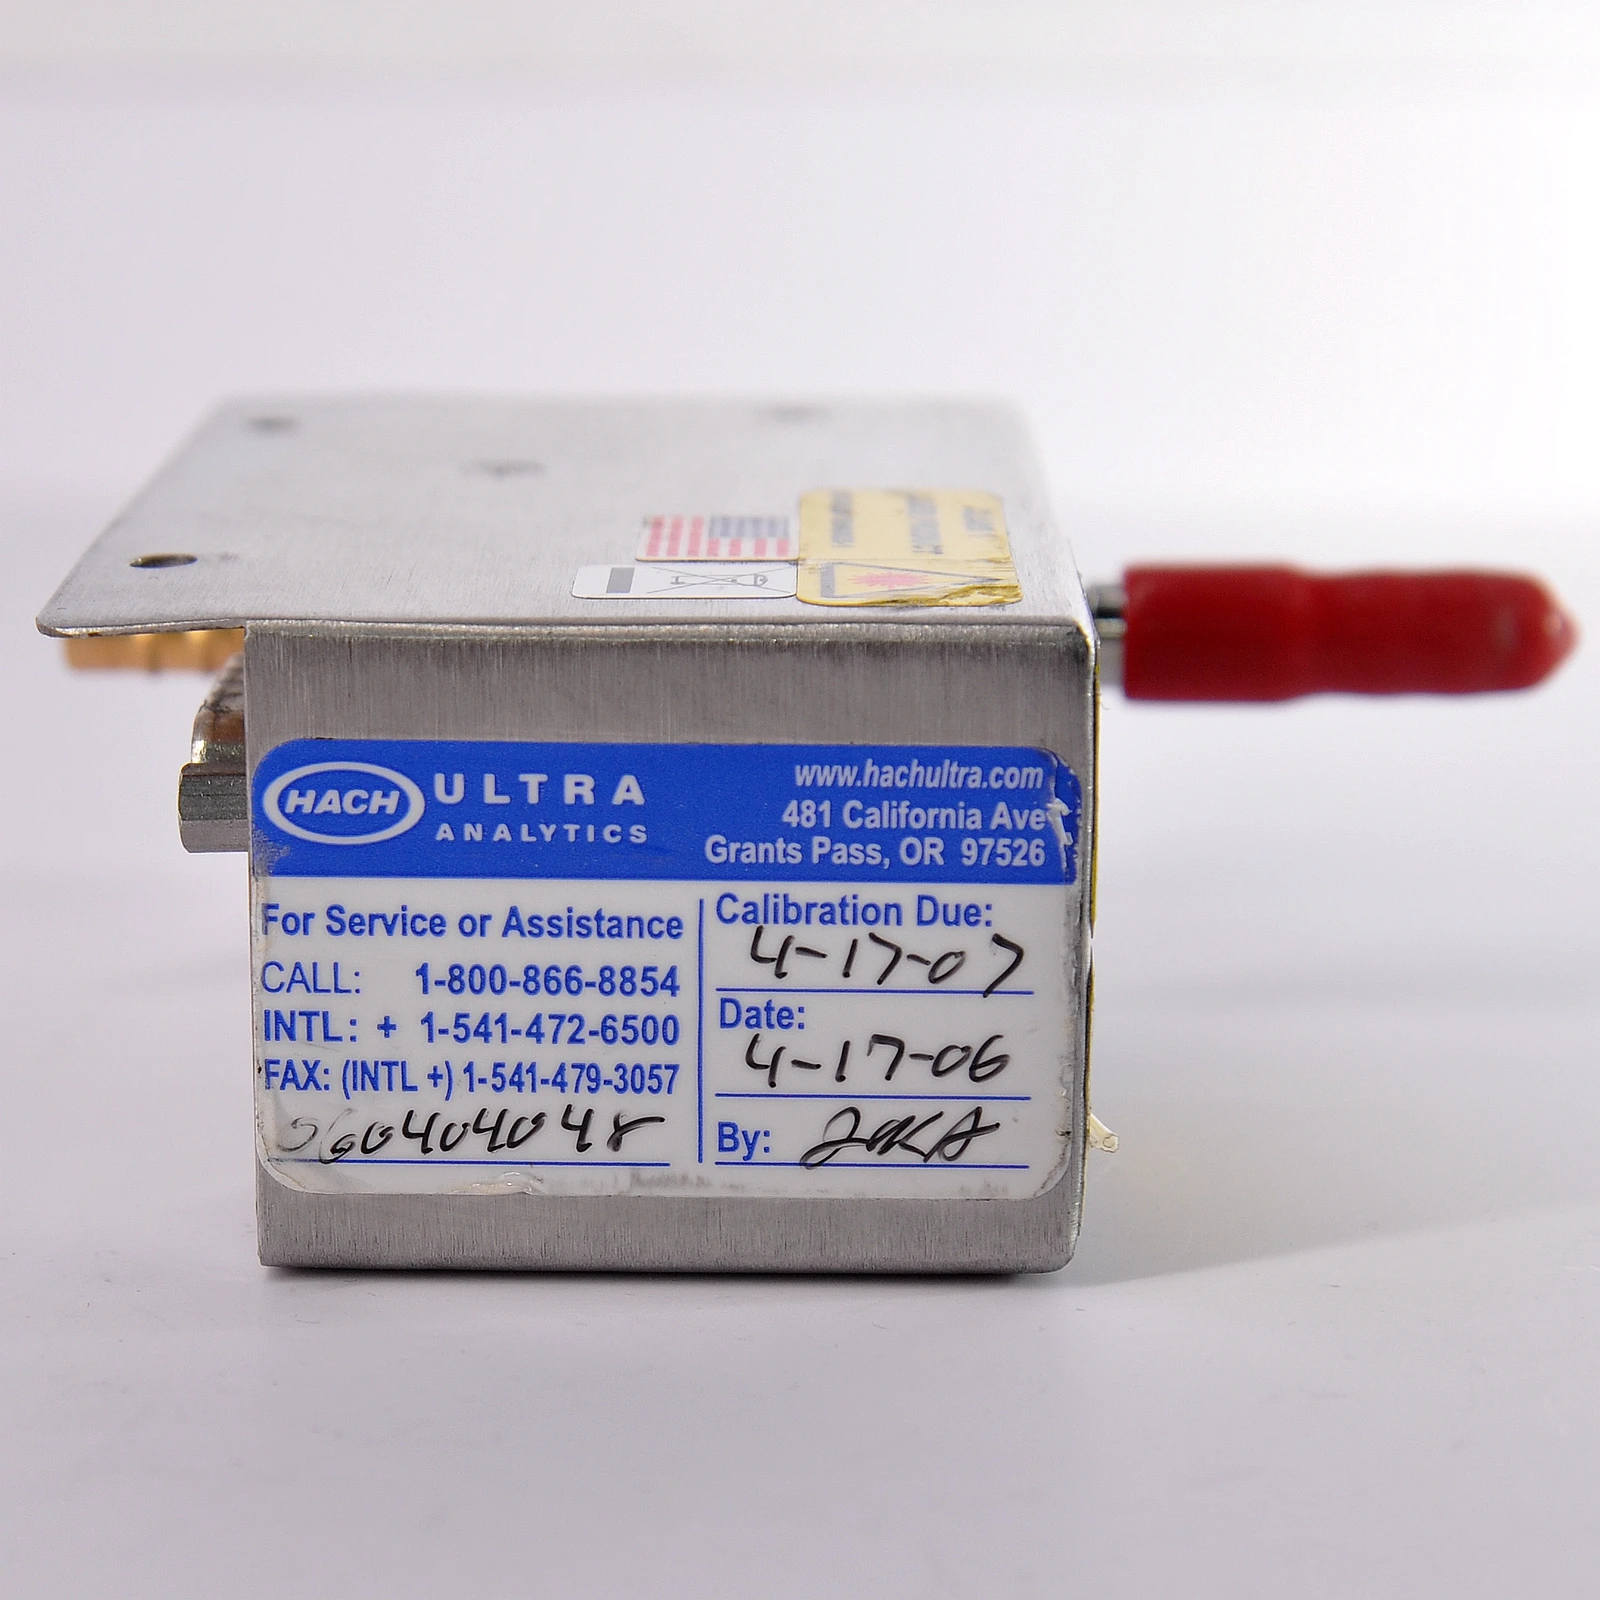 HACH ULTRA
ANALYTICS
www.hachultra.com
481 California Ave
Grants Pass, OR 97526
For Service or Assistance
CALL: 1-800-866-8854
INTL: + 1-541-472-6500
FAX: (INTL +) 1-541-479-3057
060404048
Calibration Due:
4-17-07
Date:
4-17-06
By: